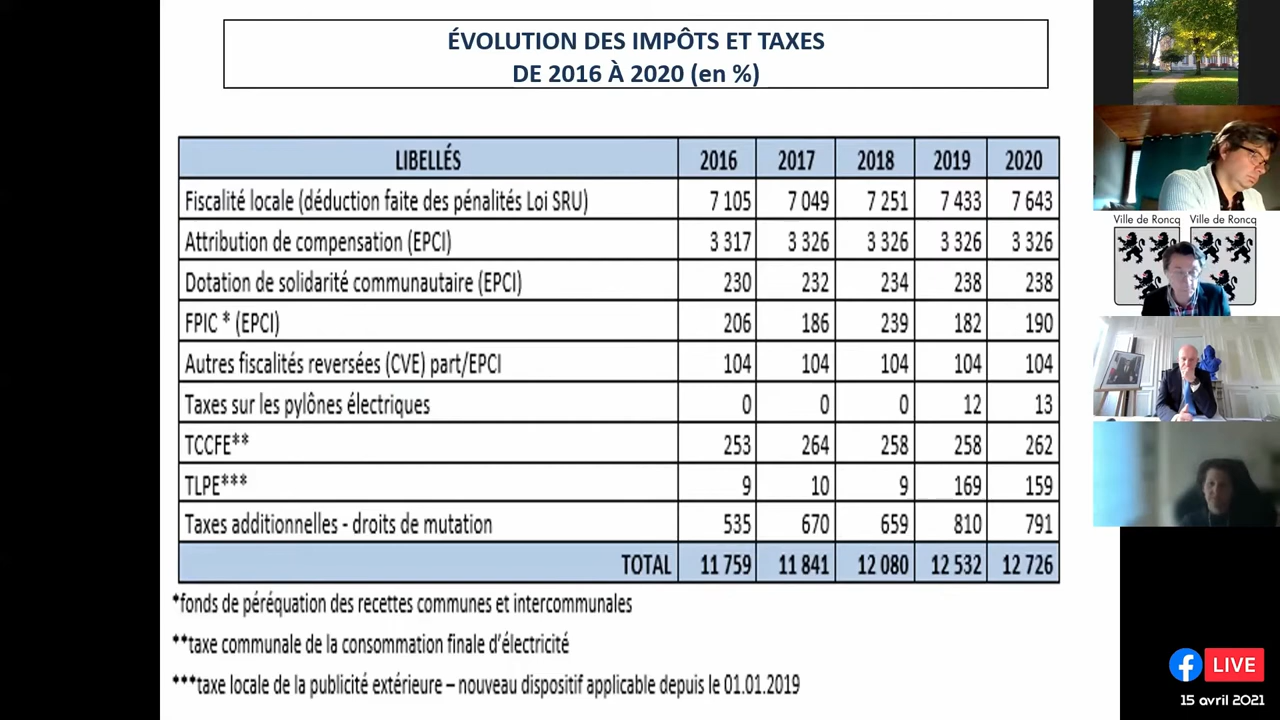 ÉVOLUTION DES IMPÔTS ET TAXES
DE 2016 À 2020 (en %)
LIBELLÉS 2016 2017 2018 2019 2020
Fiscalité locale (déduction faite des pénalités Loi SRU) 7 105 7 049 7 251 7 433 7 643
Attribution de compensation (EPCI) 3 317 3 326 3 326 3 326 3 326
Dotation de solidarité communautaire (EPCI) 230 232 234 238 238
FPIC * (EPCI) 206 186 239 182 190
Autres fiscalités reversées (CVE) part/EPCI 104 104 104 104 104
Taxes sur les pylônes électriques 0 0 0 12 13
TCCFE** 253 264 258 258 262
TLPE*** 9 10 9 169 159
Taxes additionnelles - droits de mutation 535 670 659 810 791
TOTAL 11 759 11 841 12 080 12 532 12 726
*fonds de péréquation des recettes communes et intercommunales
**taxe communale de la consommation finale d'électricité
***taxe locale de la publicité extérieure – nouveau dispositif applicable depuis le 01.01.2019
Ville de Roncq Ville de Roncq
LIVE
15 avril 2021